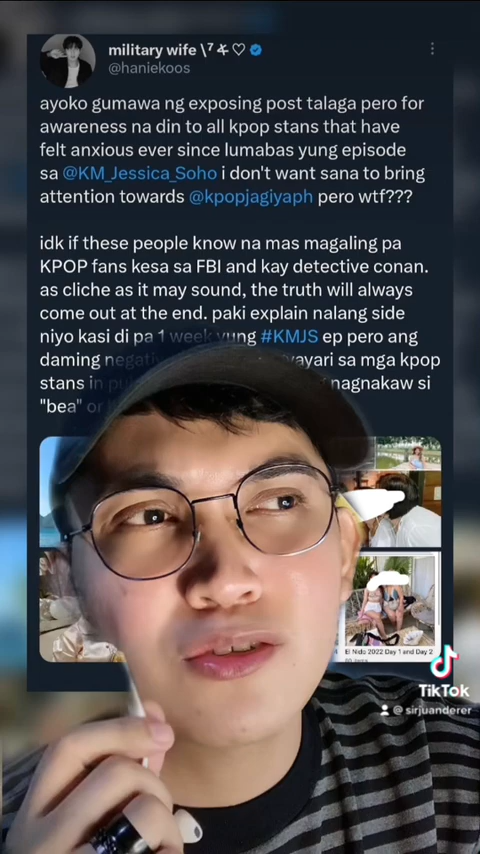 military wife \⁷ ⯰ ♡
@haniekoos
ayoko gumawa ng exposing post talaga pero for
awareness na din to all kpop stans that have
felt anxious ever since lumabas yung episode
sa @KM_Jessica_Soho i don't want sana to bring
attention towards @kpopjagiyaph pero wtf???
idk if these people know na mas magaling pa
KPOP fans kesa sa FBI and kay detective conan.
as cliche as it may sound, the truth will always
come out at the end. paki explain nalang side
niyo kasi di pa 1 week yung #KMJS ep pero ang
daming sa mga kpop
stans in nagnakaw si
"bea" or
El Nido 2022 Day 1 and Day 2
TikTok
@sirjuanderer